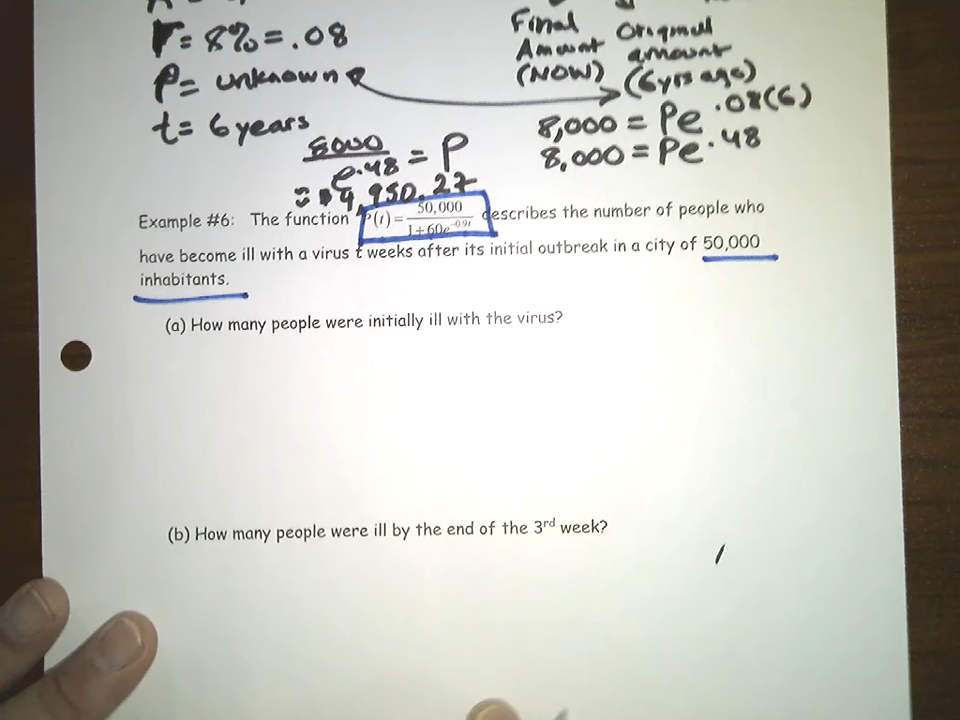 r = 8% = .08
P = unknown
t = 6 years
8000 / e^.48 = P
≈ $4,950.27
Final Amount (NOW)
Original amount (6 yrs ago)
8,000 = Pe^.08(6)
8,000 = Pe^.48
Example #6: The function P(t) = 50,000 / 1+60e^-0.9t describes the number of people who
have become ill with a virus t weeks after its initial outbreak in a city of 50,000
inhabitants.
(a) How many people were initially ill with the virus?
(b) How many people were ill by the end of the 3rd week?